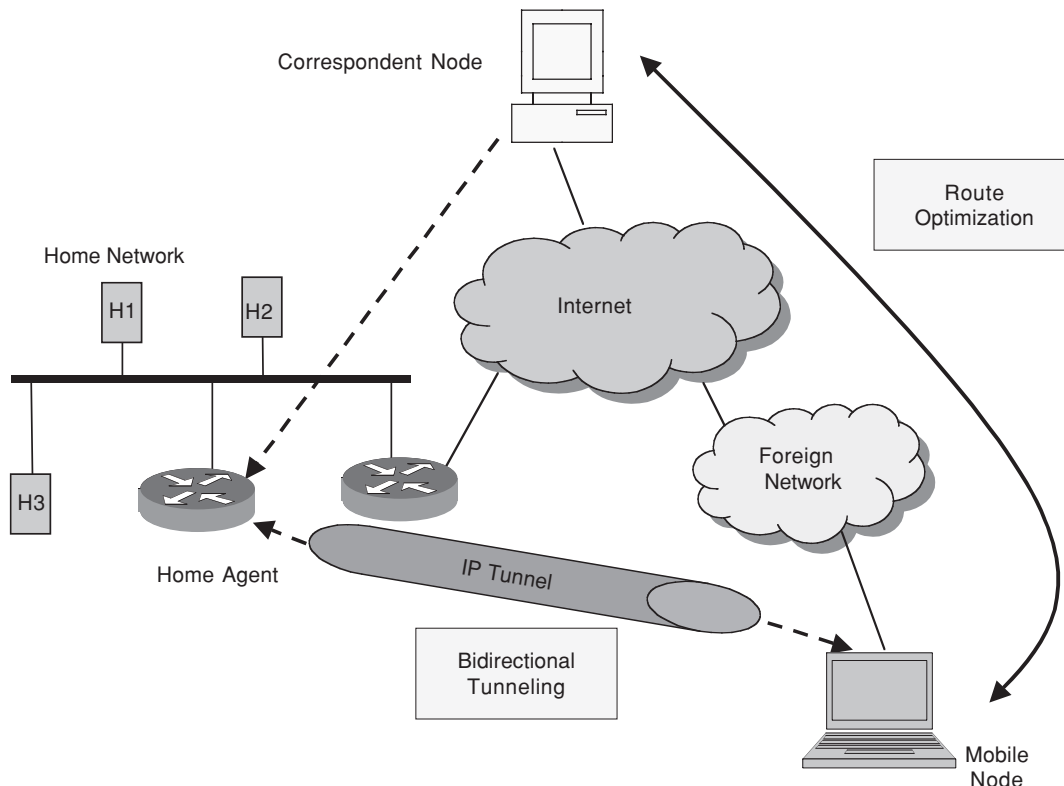 Correspondent Node
Route
Optimization
Home Network
H1
H2
Internet
Foreign
Network
H3
Home Agent
IP Tunnel
Bidirectional
Tunneling
Mobile
Node